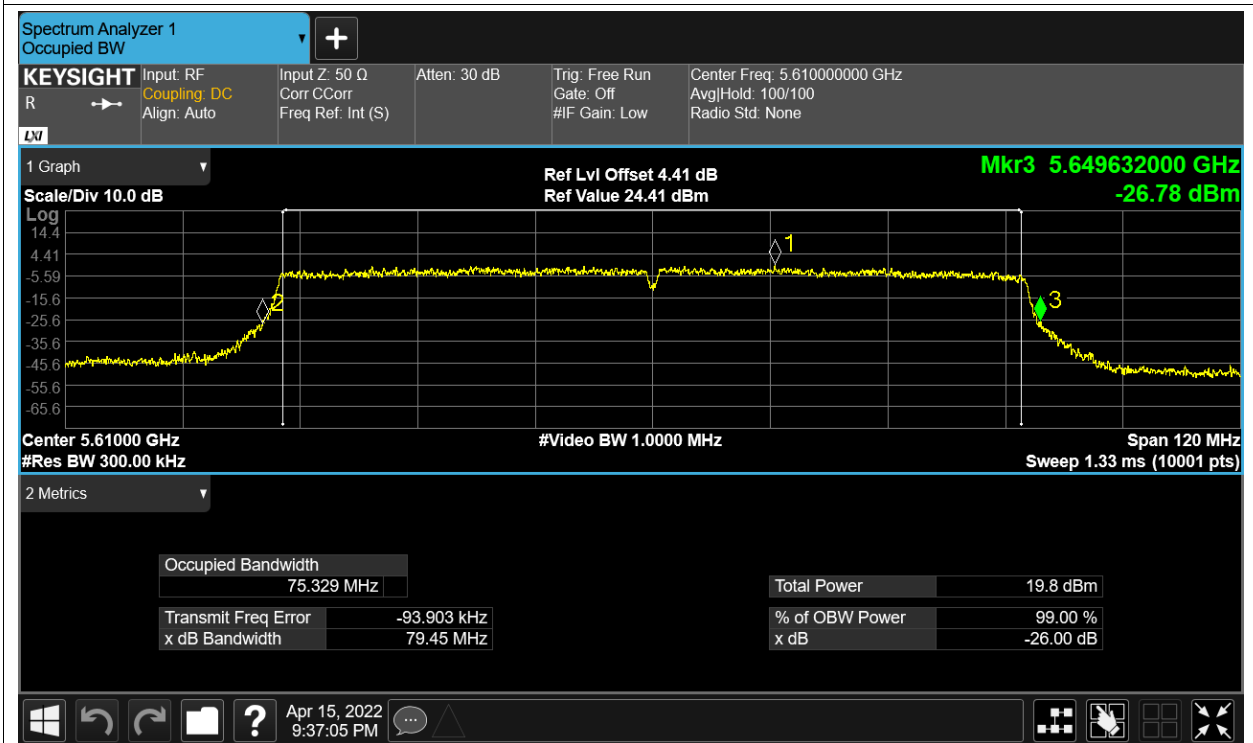 Spectrum Analyzer 1
Occupied BW
+
KEYSIGHT Input: RF Input Z: 50 Ω Atten: 30 dB Trig: Free Run Center Freq: 5.610000000 GHz
R Coupling: DC Corr CCorr Gate: Off Avg|Hold: 100/100
Align: Auto Freq Ref: Int (S) #IF Gain: Low Radio Std: None
LXI
1 Graph Ref Lvl Offset 4.41 dB Mkr3 5.649632000 GHz
Scale/Div 10.0 dB Ref Value 24.41 dBm -26.78 dBm
Log
14.4
4.41
-5.59
-15.6
-25.6
-35.6
-45.6
-55.6
-65.6
1
2
3
Center 5.61000 GHz #Video BW 1.0000 MHz Span 120 MHz
#Res BW 300.00 kHz Sweep 1.33 ms (10001 pts)
2 Metrics
Occupied Bandwidth
75.329 MHz Total Power 19.8 dBm
Transmit Freq Error -93.903 kHz % of OBW Power 99.00 %
x dB Bandwidth 79.45 MHz x dB -26.00 dB
? Apr 15, 2022
9:37:05 PM